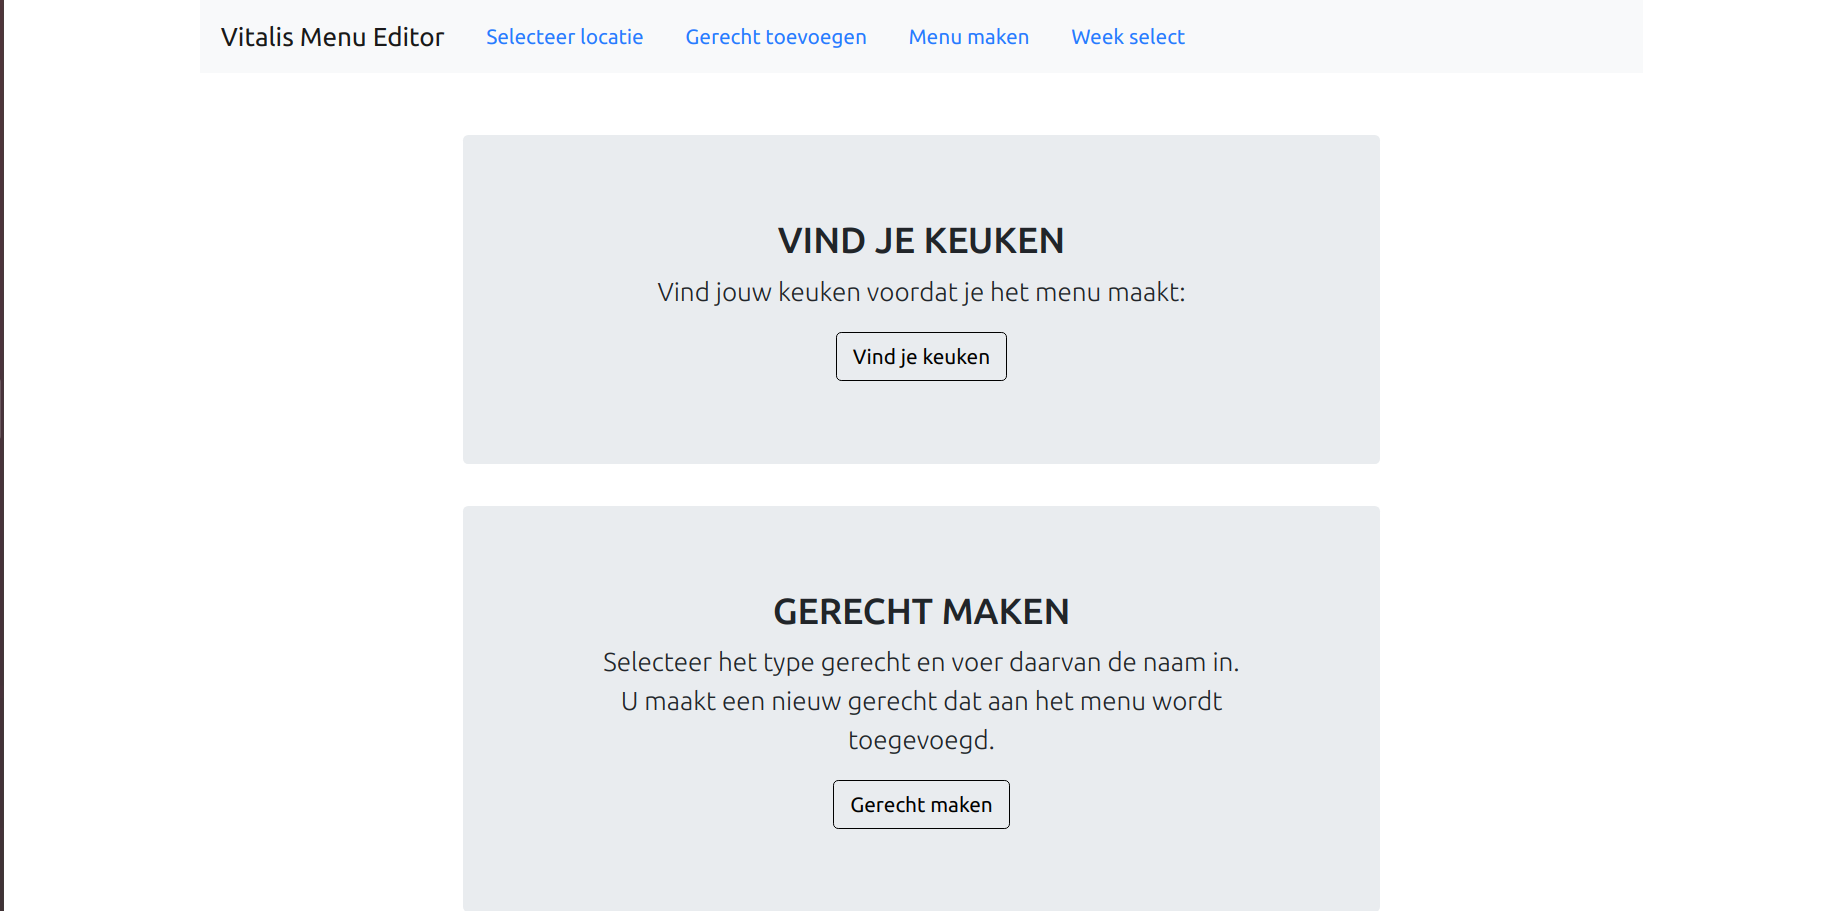 Vitalis Menu Editor Selecteer locatie Gerecht toevoegen Menu maken Week select
VIND JE KEUKEN
Vind jouw keuken voordat je het menu maakt:
Vind je keuken
GERECHT MAKEN
Selecteer het type gerecht en voer daarvan de naam in.
U maakt een nieuw gerecht dat aan het menu wordt
toegevoegd.
Gerecht maken